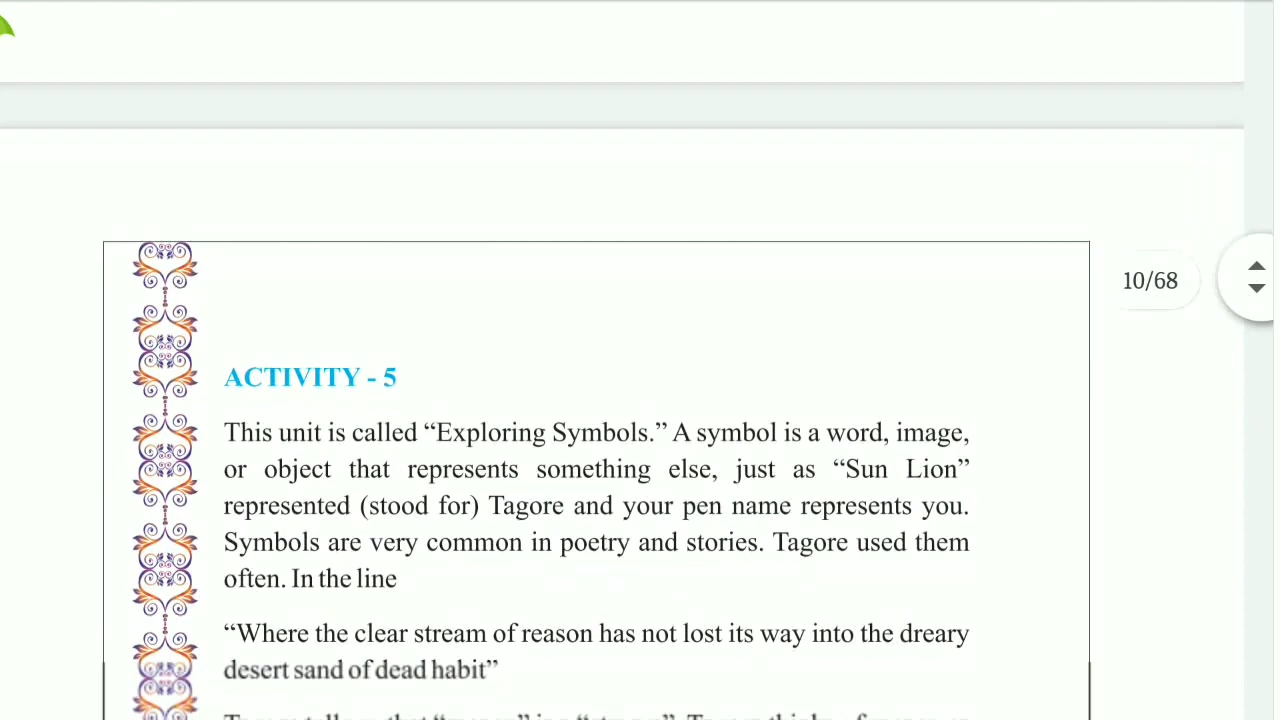 10/68
ACTIVITY - 5
This unit is called “Exploring Symbols.” A symbol is a word, image,
or object that represents something else, just as “Sun Lion”
represented (stood for) Tagore and your pen name represents you.
Symbols are very common in poetry and stories. Tagore used them
often. In the line
“Where the clear stream of reason has not lost its way into the dreary
desert sand of dead habit”